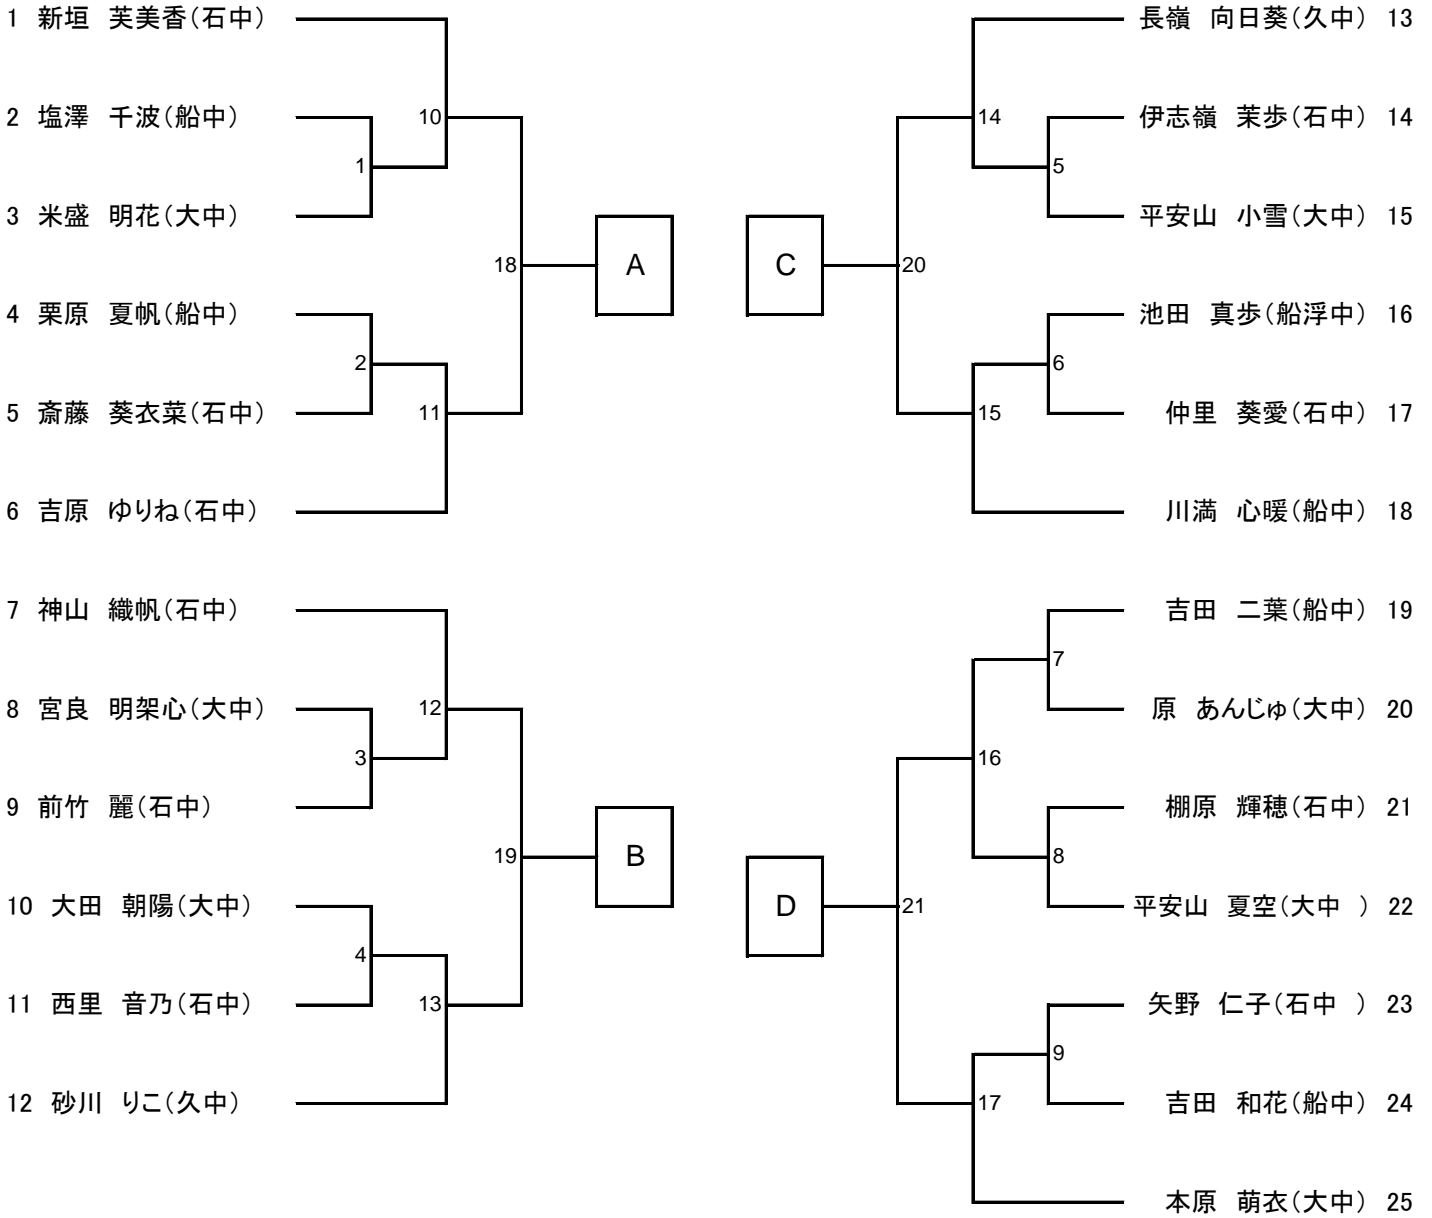 1 新垣 芙美香(石中)
2 塩澤 千波(船中)
3 米盛 明花(大中)
4 栗原 夏帆(船中)
5 斎藤 葵衣菜(石中)
6 吉原 ゆりね(石中)
7 神山 織帆(石中)
8 宮良 明架心(大中)
9 前竹 麗(石中)
10 大田 朝陽(大中)
11 西里 音乃(石中)
12 砂川 りこ(久中)
1
2
3
4
10
11
12
13
18
19
A
B
C
D
20
21
14
15
16
17
5
6
7
8
9
長嶺 向日葵(久中) 13
伊志嶺 茉歩(石中) 14
平安山 小雪(大中) 15
池田 真歩(船浮中) 16
仲里 葵愛(石中) 17
川満 心暖(船中) 18
吉田 二葉(船中) 19
原 あんじゅ(大中) 20
棚原 輝穂(石中) 21
平安山 夏空(大中 ) 22
矢野 仁子(石中 ) 23
吉田 和花(船中) 24
本原 萌衣(大中) 25